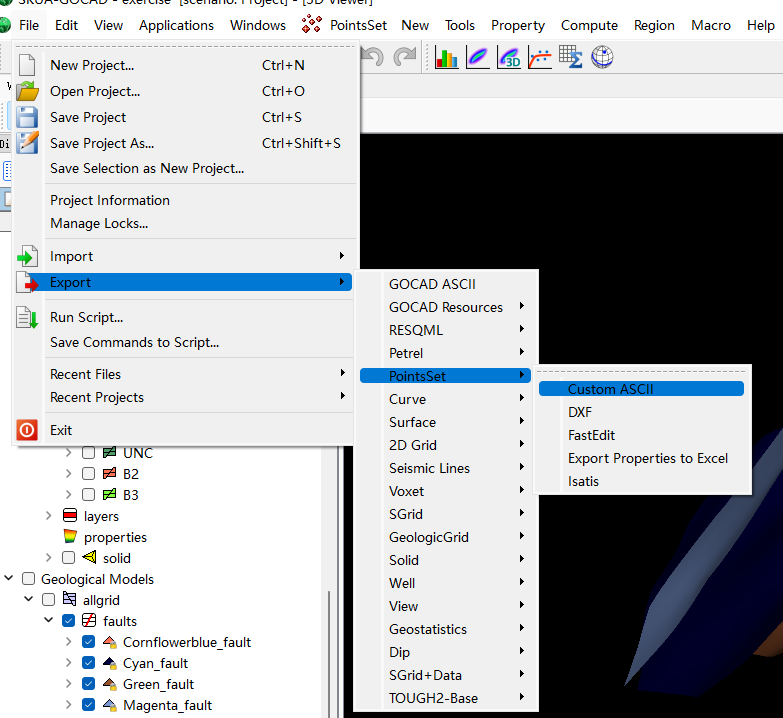 SKUA-GOCAD - exercise [scenario: Project] - [3D Viewer]
File Edit View Applications Windows PointsSet New Tools Property Compute Region Macro Help
New Project... Ctrl+N
Open Project... Ctrl+O
Save Project Ctrl+S
Save Project As... Ctrl+Shift+S
Save Selection as New Project...
Project Information
Manage Locks...
Import
Export
Run Script...
Save Commands to Script...
Recent Files
Recent Projects
Exit
GOCAD ASCII
GOCAD Resources
RESQML
Petrel
PointsSet
Curve
Surface
2D Grid
Seismic Lines
Voxet
SGrid
GeologicGrid
Solid
Well
View
Geostatistics
Dip
SGrid+Data
TOUGH2-Base
Custom ASCII
DXF
FastEdit
Export Properties to Excel
Isatis
UNC
B2
B3
layers
properties
solid
Geological Models
allgrid
faults
Cornflowerblue_fault
Cyan_fault
Green_fault
Magenta_fault
3D
Di